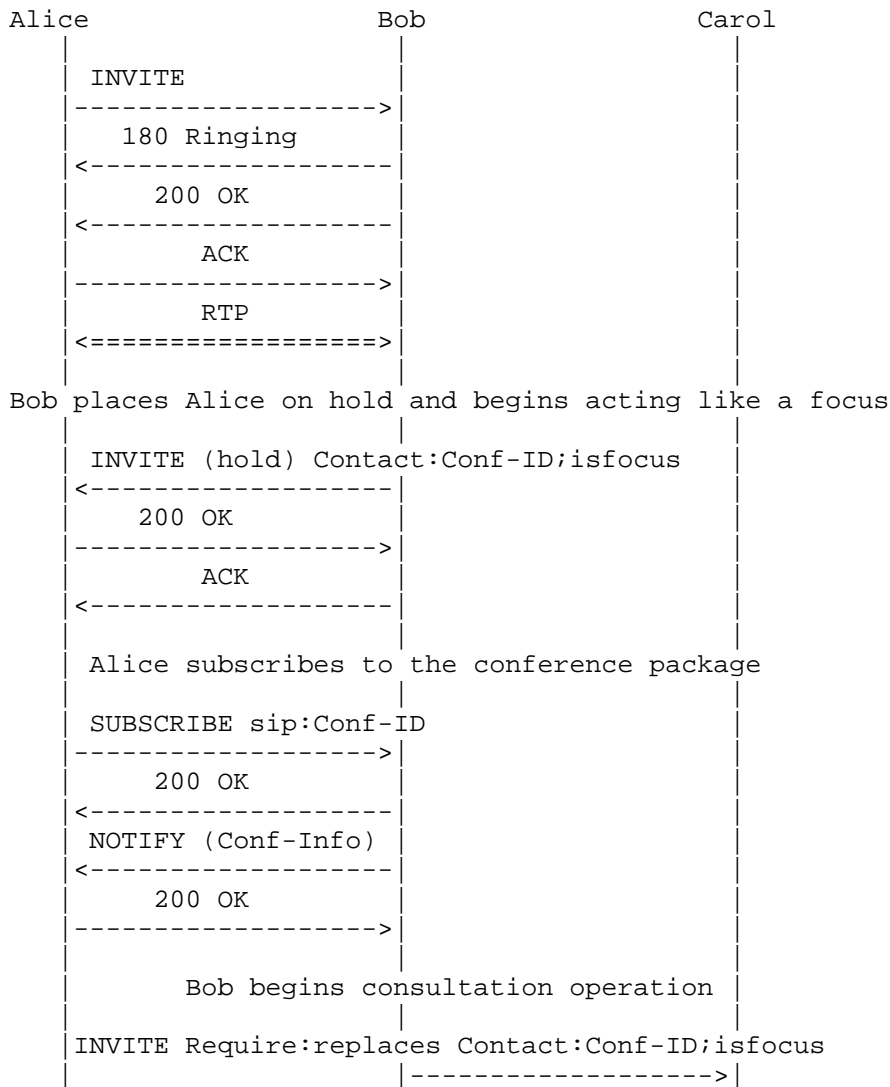 Alice                  Bob                  Carol
|                    |                    |
| INVITE             |                    |
|------------------->|                    |
|   180 Ringing      |                    |
|<-------------------|                    |
|     200 OK         |                    |
|<-------------------|                    |
|        ACK         |                    |
|------------------->|                    |
|        RTP         |                    |
|<==================>|                    |
|                    |                    |
Bob places Alice on hold and begins acting like a focus
|                    |                    |
| INVITE (hold) Contact:Conf-ID;isfocus
|<-------------------|                    |
|    200 OK          |                    |
|------------------->|                    |
|        ACK         |                    |
|<-------------------|                    |
|                    |                    |
| Alice subscribes to the conference package
|                    |                    |
| SUBSCRIBE sip:Conf-ID                   |
|------------------->|                    |
|     200 OK         |                    |
|<-------------------|                    |
| NOTIFY (Conf-Info) |                    |
|<-------------------|                    |
|     200 OK         |                    |
|------------------->|                    |
|                    |                    |
|       Bob begins consultation operation |
|                    |                    |
|INVITE Require:replaces Contact:Conf-ID;isfocus
|                    |------------------->|